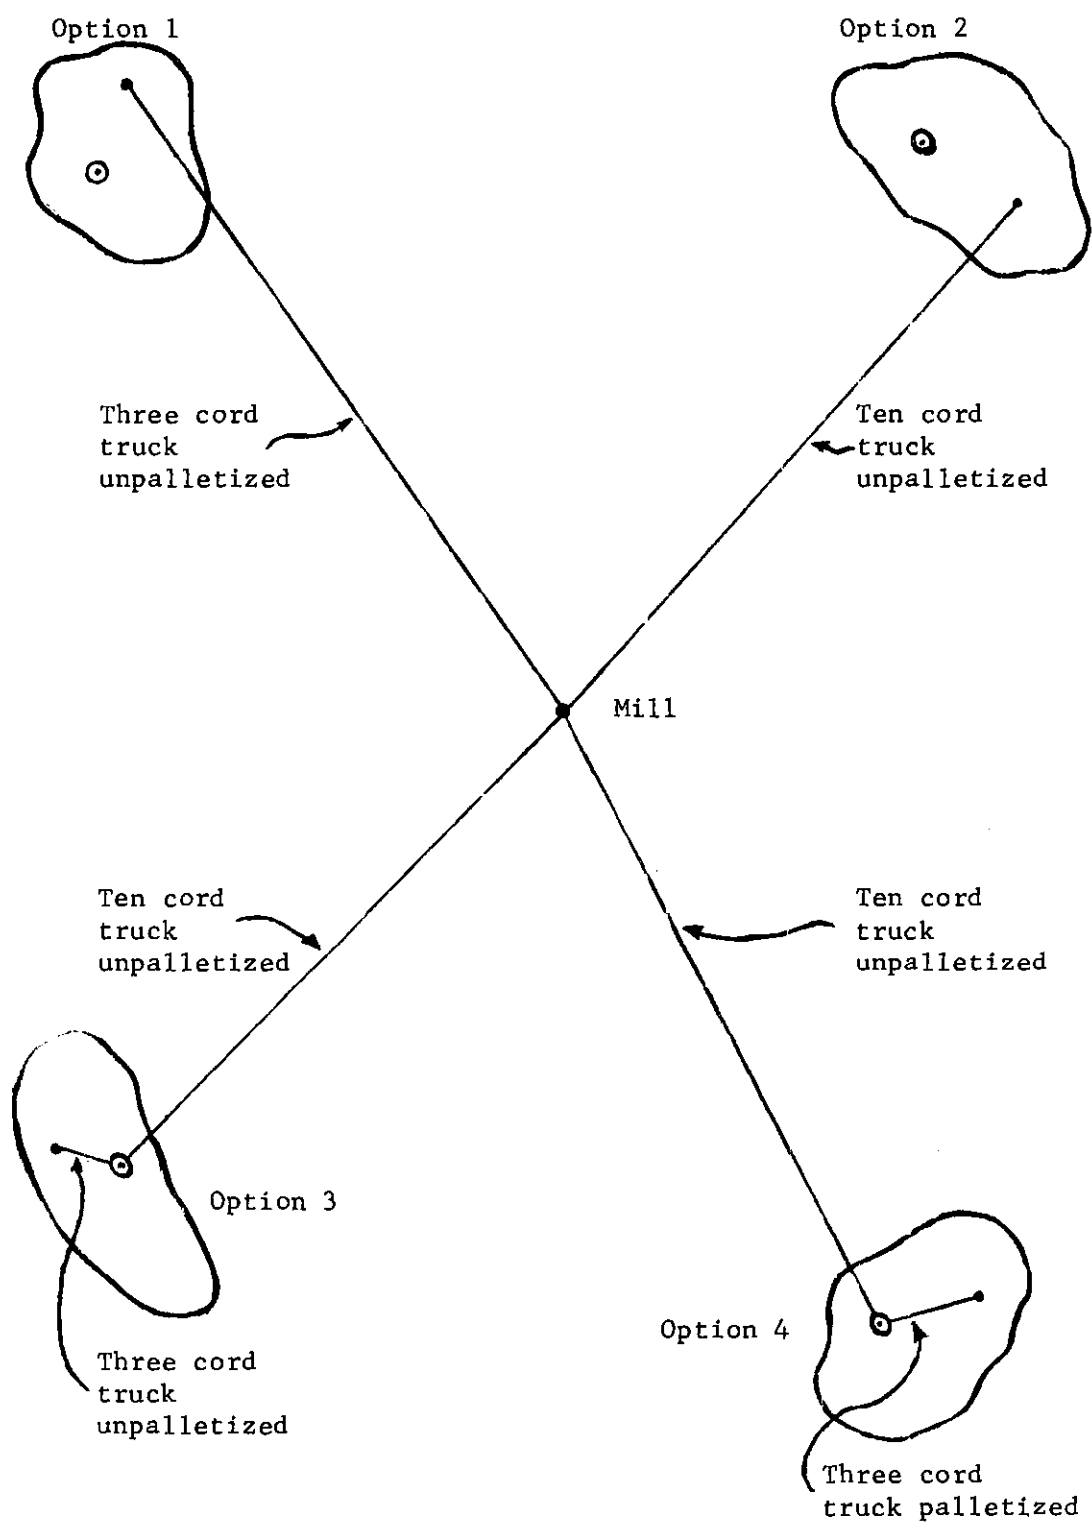 Option 1
Option 2
Three cord
truck
unpalletized
Ten cord
truck
unpalletized
Mill
Ten cord
truck
unpalletized
Ten cord
truck
unpalletized
Option 3
Option 4
Three cord
truck
unpalletized
Three cord
truck palletized